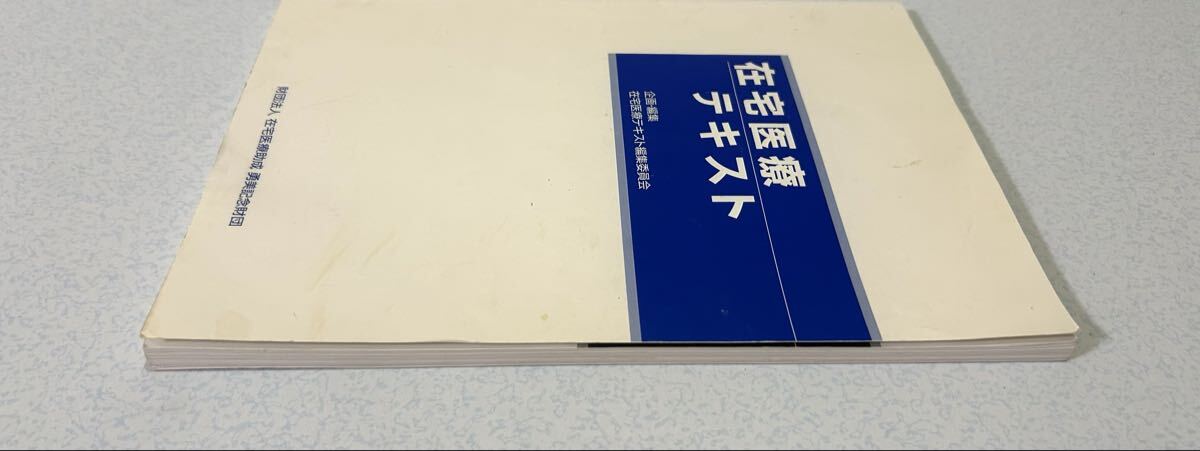 在宅医療
テキスト
企画・編集
在宅医療テキスト編集委員会
財団法人 在宅医療助成 勇美記念財団